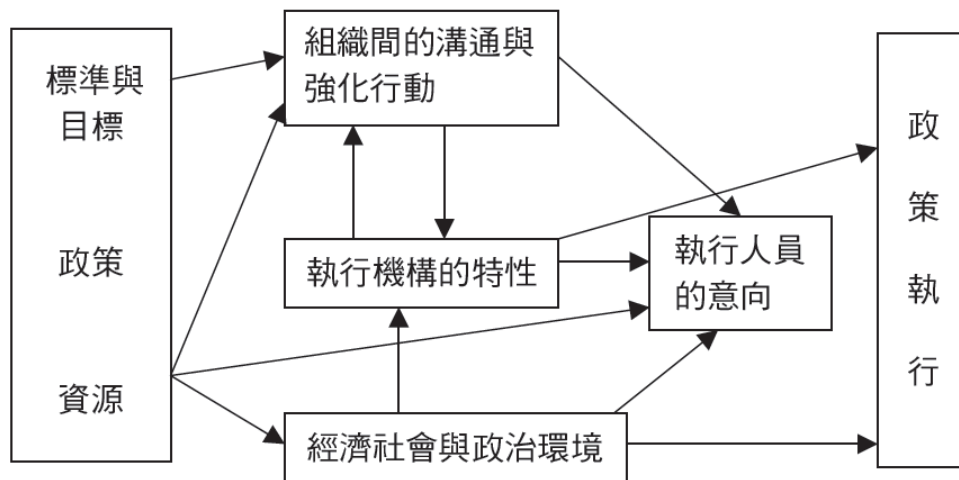 標準與
目標
政策
資源
組織間的溝通與
強化行動
執行機構的特性
經濟社會與政治環境
執行人員
的意向
政
策
執
行